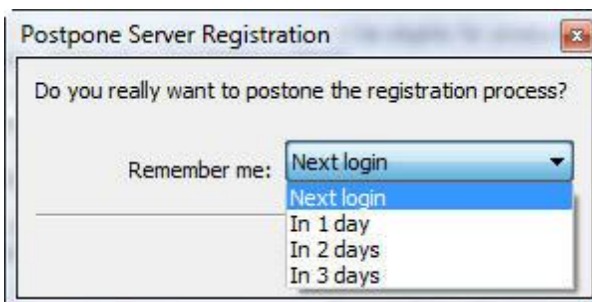 Postpone Server Registration
Do you really want to postone the registration process?
Remember me: Next login
Next login
In 1 day
In 2 days
In 3 days